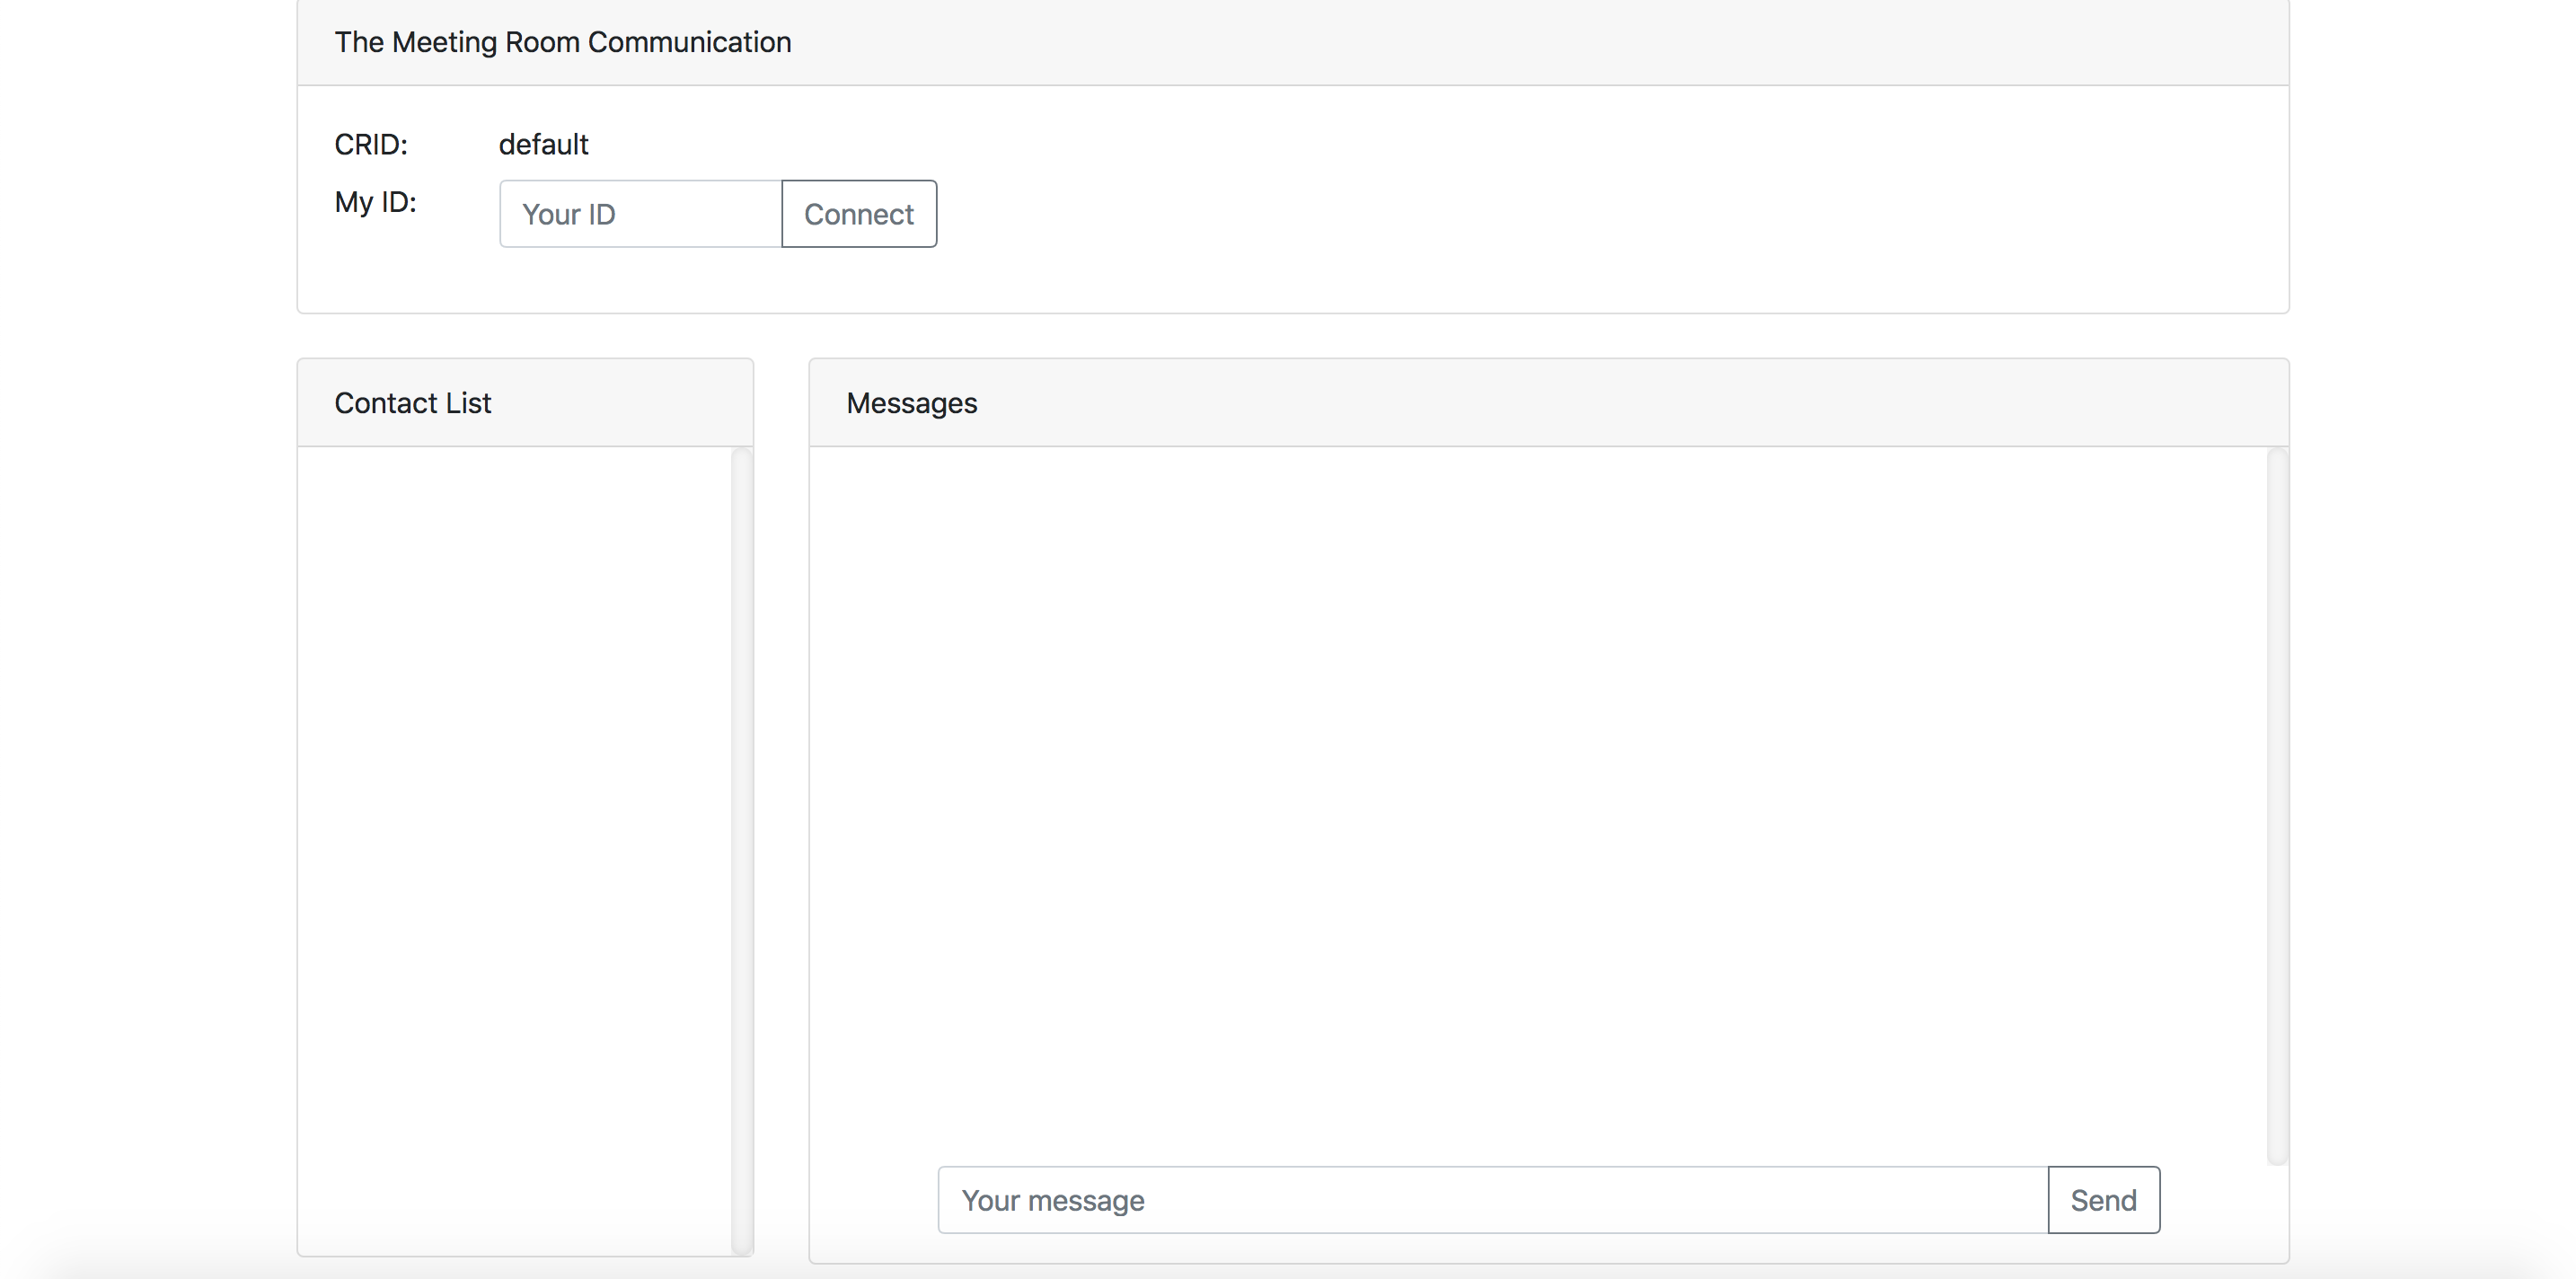 The Meeting Room Communication
CRID: default
My ID: Your ID Connect
Contact List
Messages
Your message Send